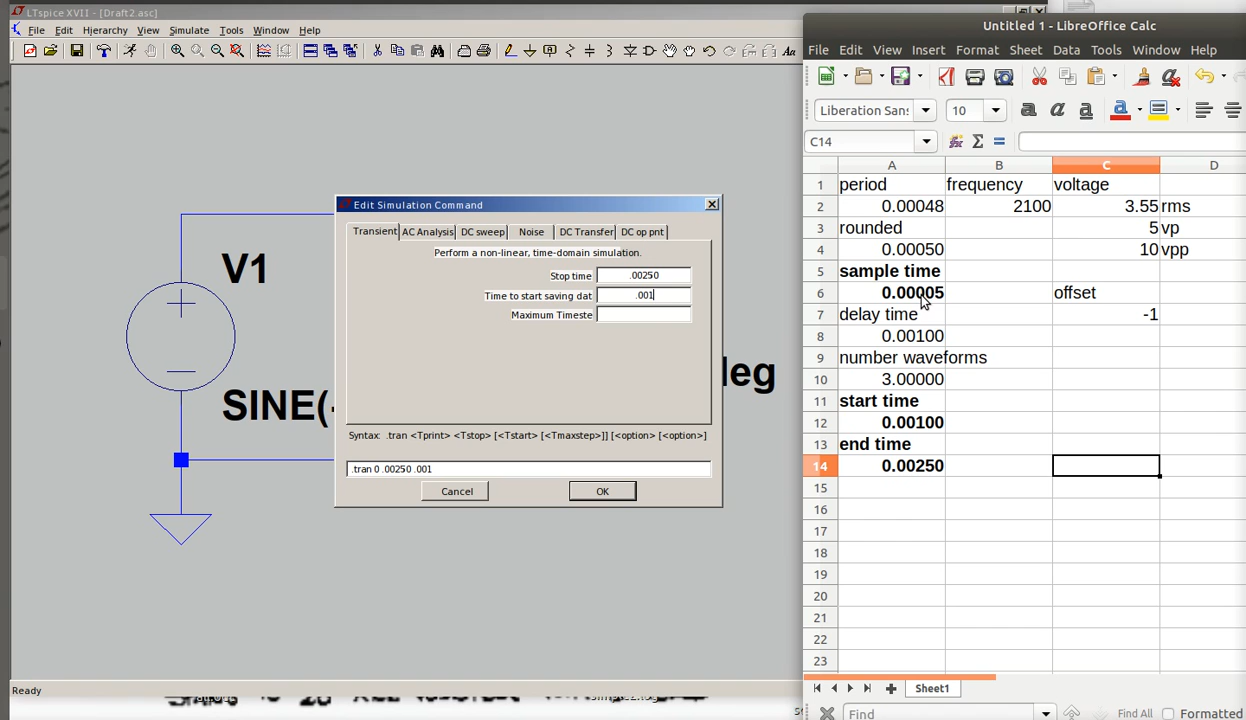 LTspice XVII - [Draft2.asc]
File Edit Hierarchy View Simulate Tools Window Help
V1
SINE(-
deg
Ready
Edit Simulation Command
Transient AC Analysis DC sweep Noise DC Transfer DC op pnt
Perform a non-linear, time-domain simulation.
Stop time .00250
Time to start saving dat .001
Maximum Timeste
Syntax: .tran <Tprint> <Tstop> [<Tstart> [<Tmaxstep>]] [<option> [<option>]
.tran 0 .00250 .001
Cancel OK
Untitled 1 - LibreOffice Calc
File Edit View Insert Format Sheet Data Tools Window Help
Liberation Sans 10
C14
A B C D
1 period frequency voltage
2 0.00048 2100 3.55 rms
3 rounded 5 vp
4 0.00050 10 vpp
5 sample time
6 0.00005 offset
7 delay time -1
8 0.00100
9 number waveforms
10 3.00000
11 start time
12 0.00100
13 end time
14 0.00250
15
16
17
18
19
20
21
22
23
Sheet1
Find Find All Formatted